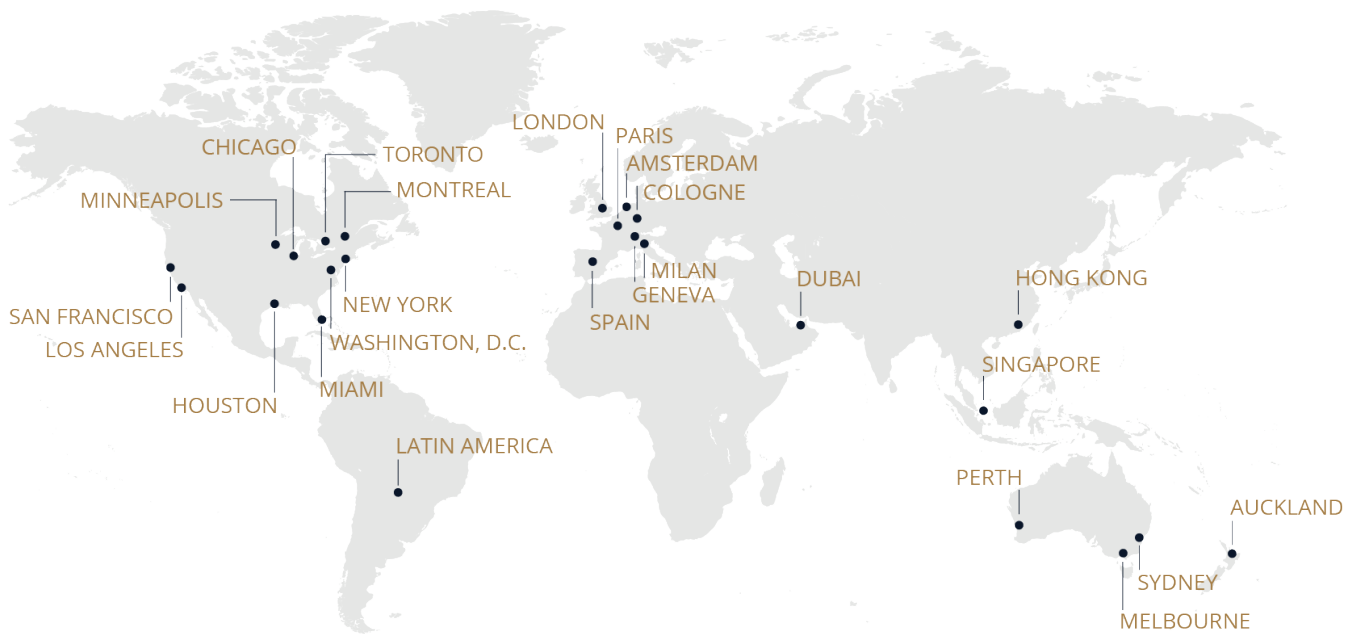 LONDON
PARIS
CHICAGO
TORONTO
AMSTERDAM
MONTREAL
COLOGNE
MINNEAPOLIS
MILAN
DUBAI
HONG KONG
GENEVA
NEW YORK
SAN FRANCISCO
SPAIN
WASHINGTON, D.C.
LOS ANGELES
SINGAPORE
MIAMI
HOUSTON
LATIN AMERICA
PERTH
AUCKLAND
SYDNEY
MELBOURNE